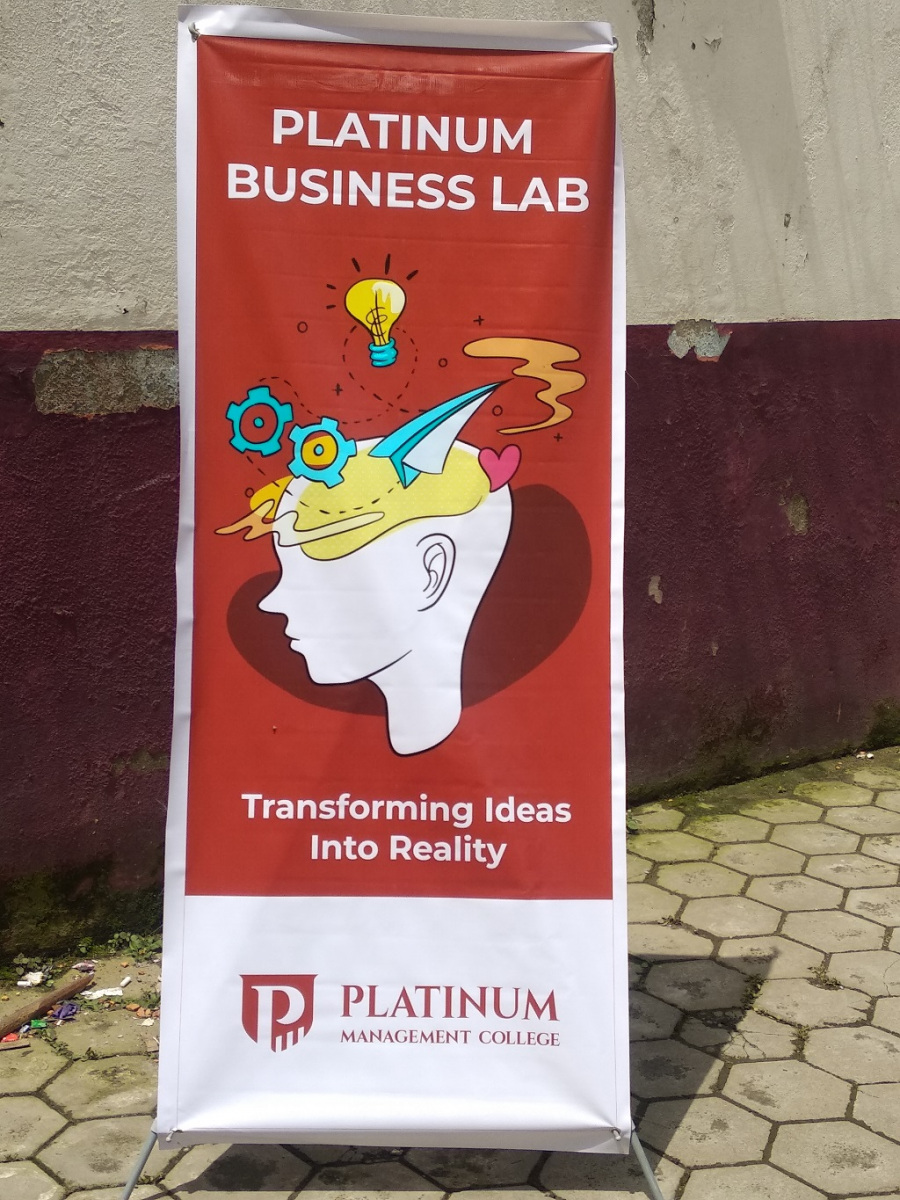 PLATINUM
BUSINESS LAB
Transforming Ideas
Into Reality
P
PLATINUM
MANAGEMENT COLLEGE